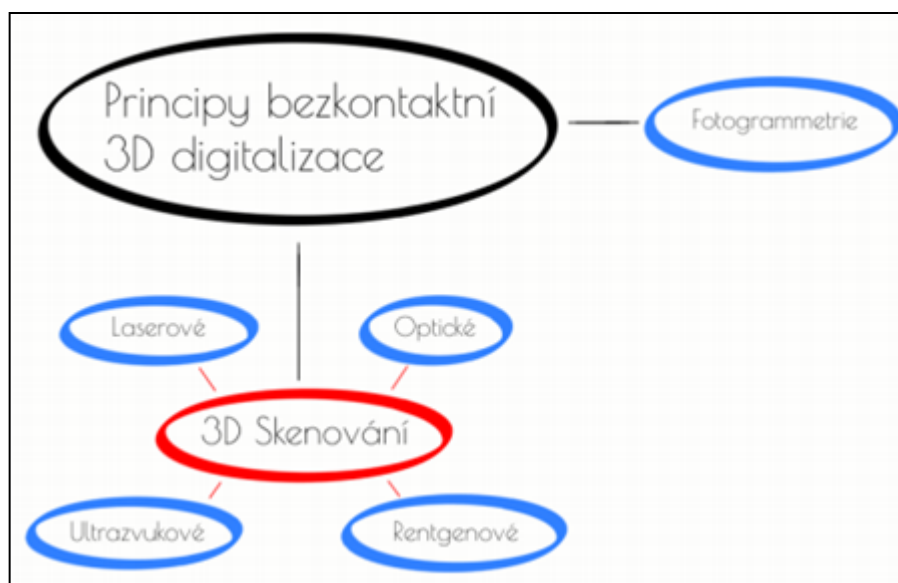 Principy bezkontaktní
3D digitalizace
Fotogrammetrie
Laserové
Optické
3D Skenování
Ultrazvukové
Rentgenové